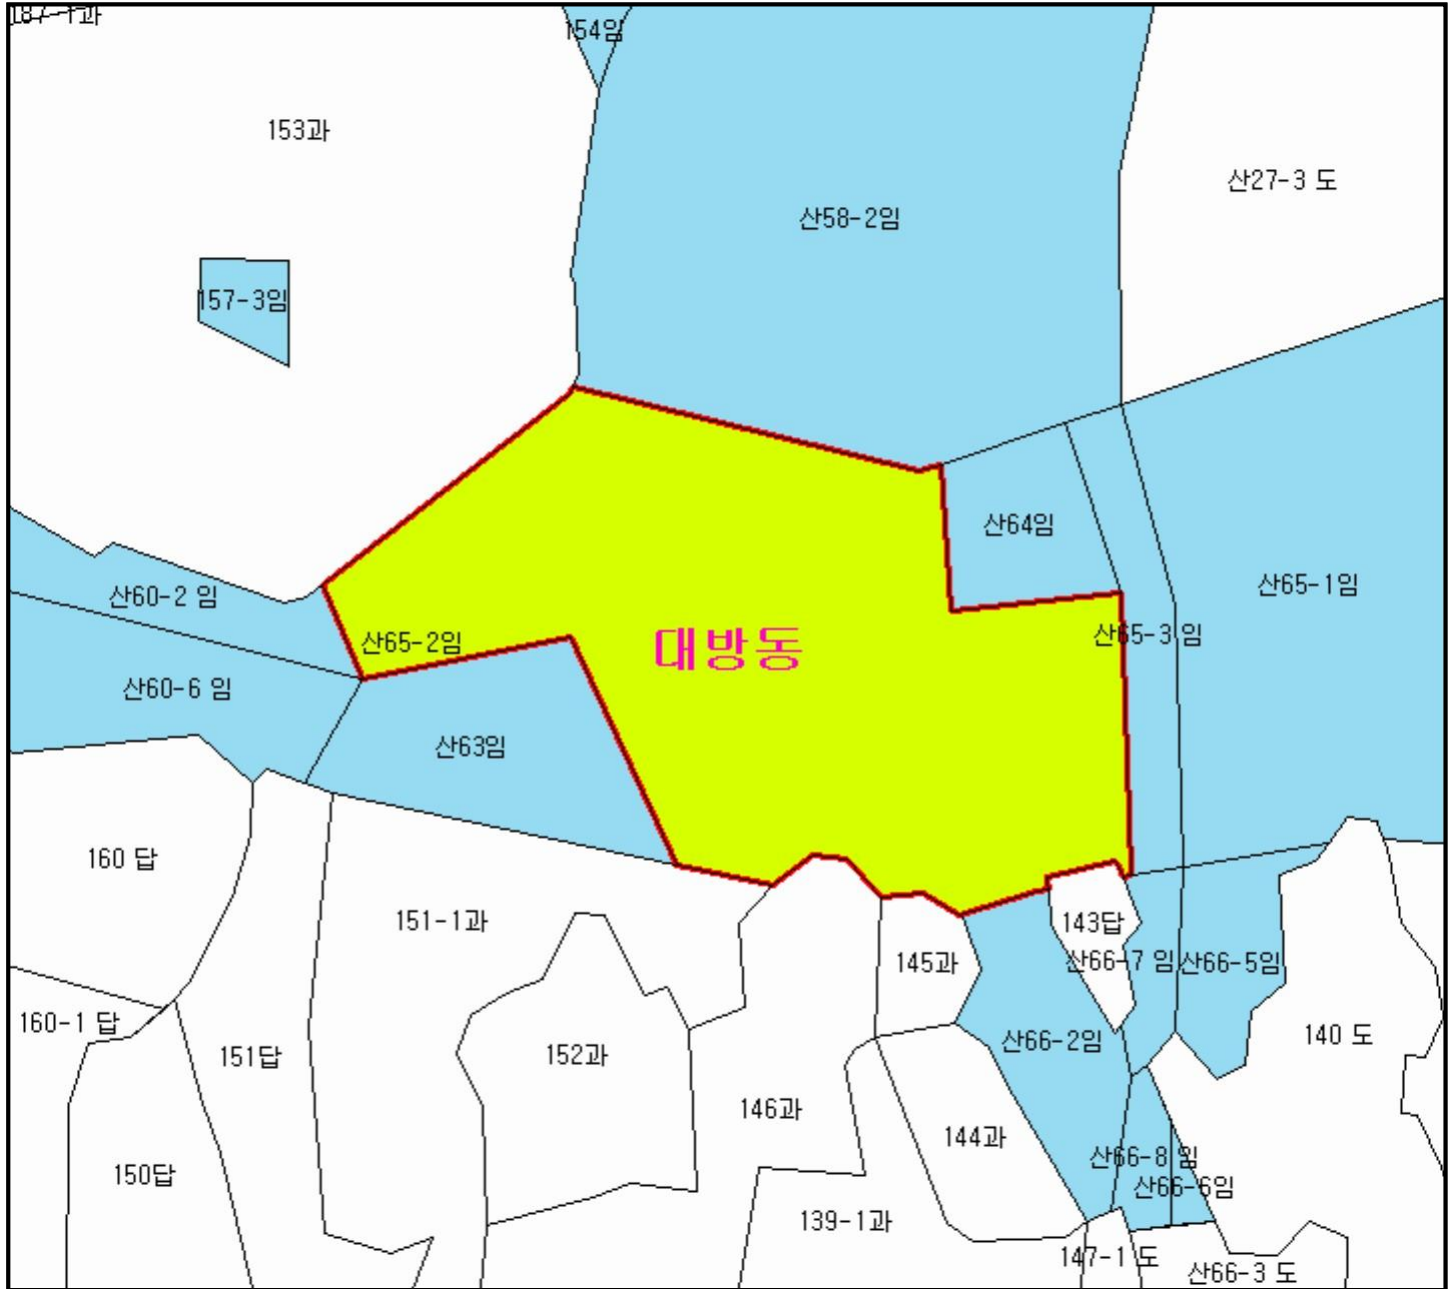 187-1과
154임
153과
산27-3 도
산58-2임
157-3임
산64임
산65-1임
산60-2 임
산65-3 임
산65-2임
대방동
산60-6 임
산63임
160 답
151-1과
143답
145과
산66-7 임
산66-5임
160-1 답
140 도
산66-2임
151답
152과
146과
144과
산66-8 임
150답
산66-6임
139-1과
147-1 도
산66-3 도